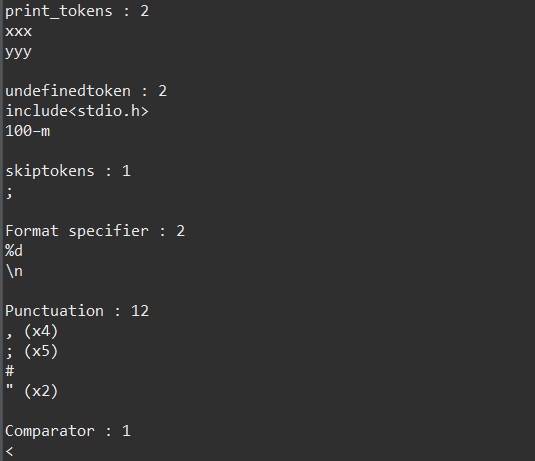 print_tokens : 2
xxx
yyy
undefinedtoken : 2
include<stdio.h>
100-m
skiptokens : 1
;
Format specifier : 2
%d
\n
Punctuation : 12
, (x4)
; (x5)
#
" (x2)
Comparator : 1
<